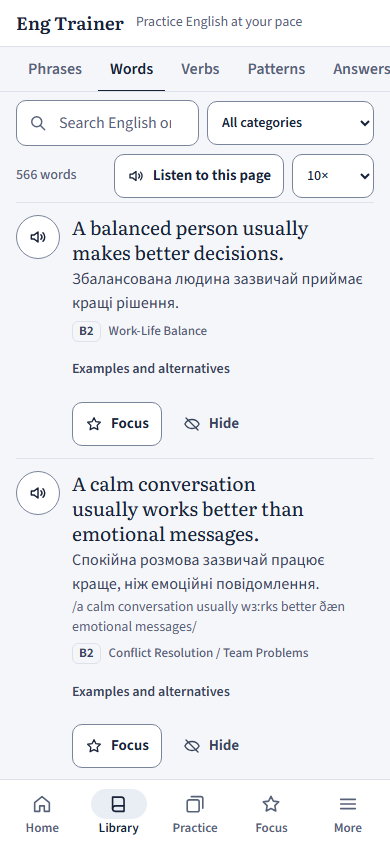 Eng Trainer Practice English at your pace
Phrases Words Verbs Patterns Answers
Search English or All categories
566 words Listen to this page 10×
A balanced person usually
makes better decisions.
Збалансована людина зазвичай приймає
кращі рішення.
B2 Work-Life Balance
Examples and alternatives
Focus Hide
A calm conversation
usually works better than
emotional messages.
Спокійна розмова зазвичай працює
краще, ніж емоційні повідомлення.
/a calm conversation usually wɜːrks better ðæn
emotional messages/
B2 Conflict Resolution / Team Problems
Examples and alternatives
Focus Hide
Home Library Practice Focus More